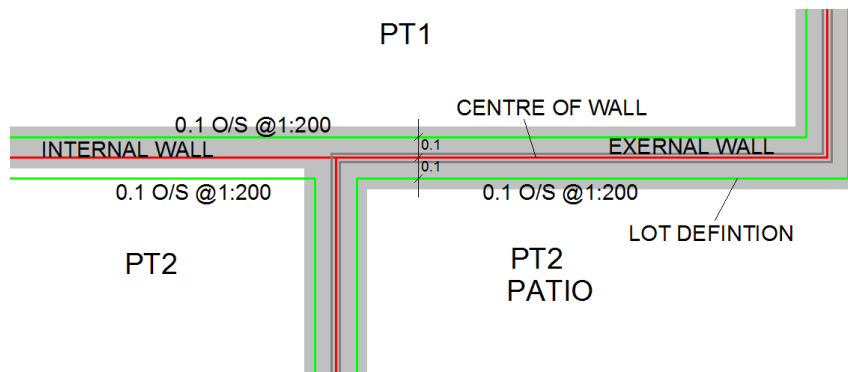 PT1
CENTRE OF WALL
0.1 O/S @1:200
0.1
INTERNAL WALL
EXERNAL WALL
0.1
0.1 O/S @1:200
0.1 O/S @1:200
LOT DEFINTION
PT2
PT2
PATIO